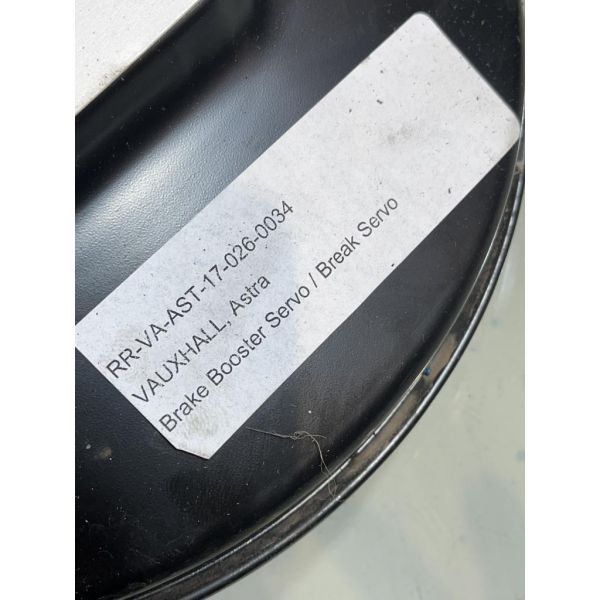 RR-VA-AST-17-026-0034
VAUXHALL, Astra
Brake Booster Servo / Break Servo